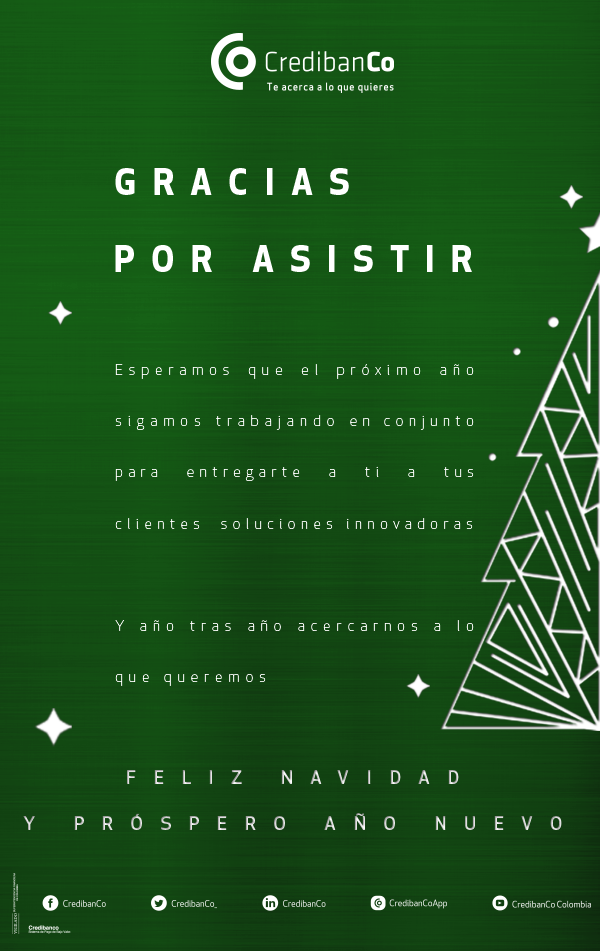 CredibanCo
Te acerca a lo que quieres
GRACIAS
POR ASISTIR
Esperamos que el próximo año
sigamos trabajando en conjunto
para entregarte a ti a tus
clientes soluciones innovadoras
Y año tras año acercarnos a lo
que queremos
FELIZ NAVIDAD
Y PRÓSPERO AÑO NUEVO
CredibanCo CredibanCo_ CredibanCo CredibanCoApp CredibanCo Colombia
VIGILADO
Credibanco